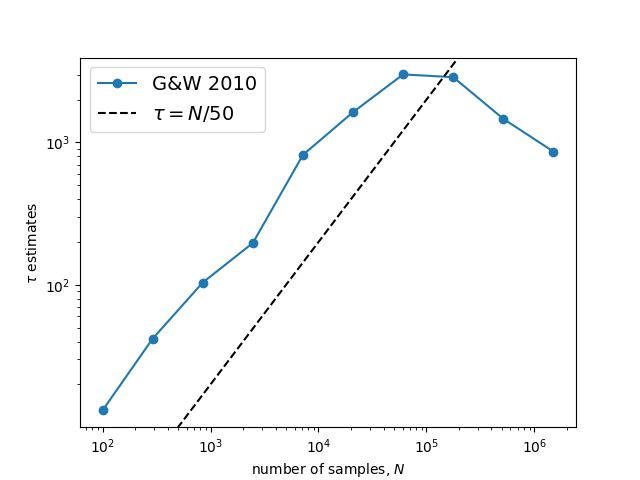 G&W 2010
τ = N/50
τ estimates
10³
10²
10² 10³ 10⁴ 10⁵ 10⁶
number of samples, N